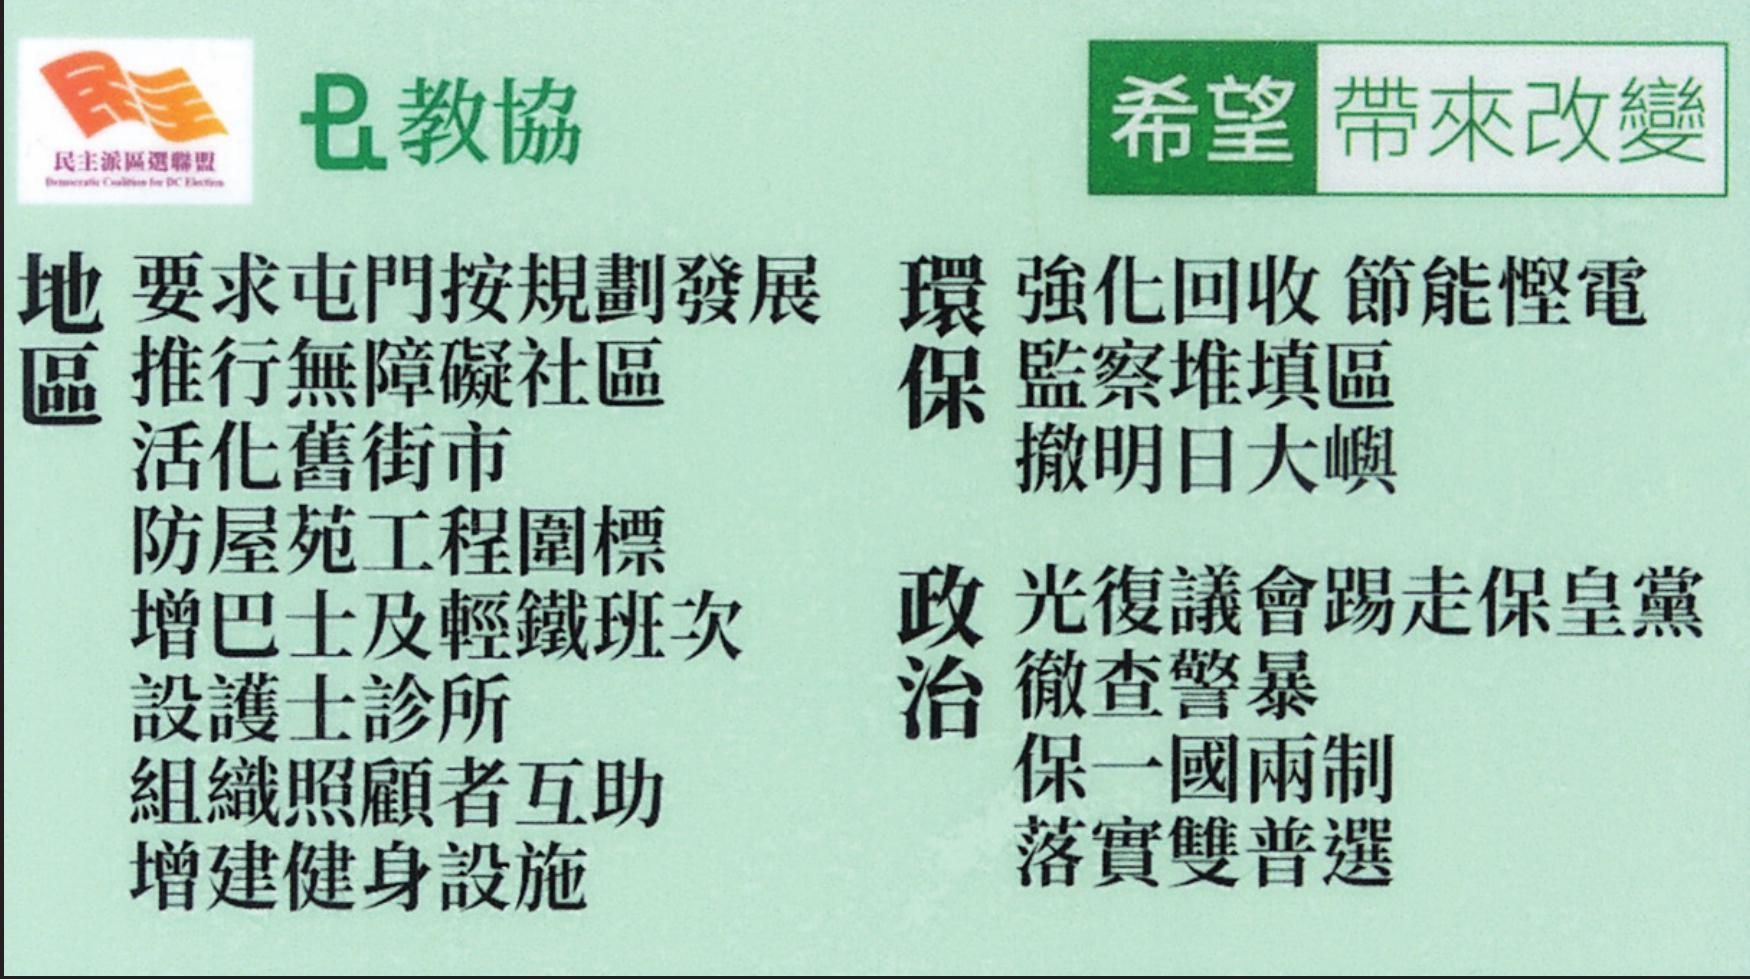 民主
民主派區選聯盟
Democratic Coalition for DC Election
教協
希望 帶來改變
地區
要求屯門按規劃發展
推行無障礙社區
活化舊街市
防屋苑工程圍標
增巴士及輕鐵班次
設護士診所
組織照顧者互助
增建健身設施
環保
強化回收 節能慳電
監察堆填區
撤明日大嶼
政治
光復議會踢走保皇黨
徹查警暴
保一國兩制
落實雙普選